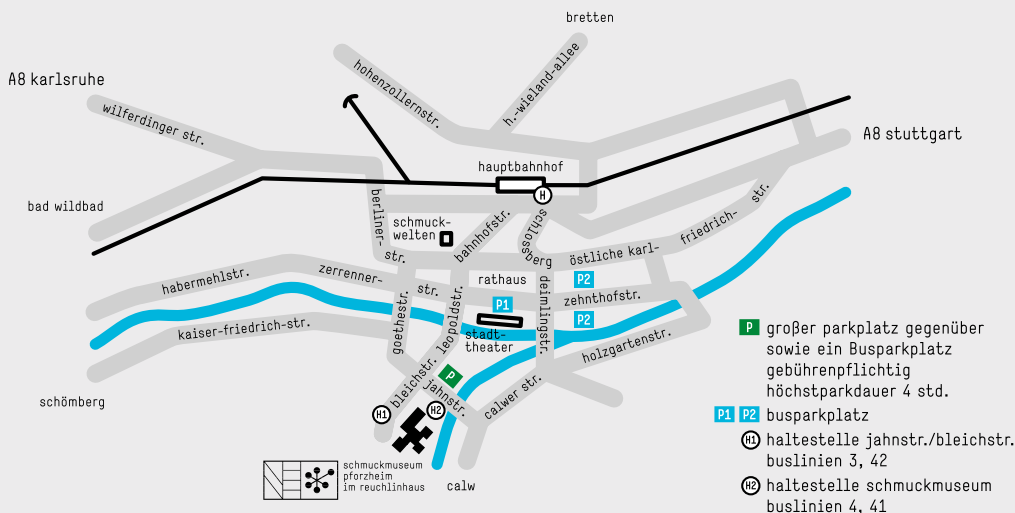 bretten
A8 karlsruhe
hohenzollernstr.
h.-wieland-allee
wilferdinger str.
A8 stuttgart
hauptbahnhof
H
bad wildbad
berliner-
str.
schmuck-
welten
bahnhofstr.
schloss
berg
östliche karl-
friedrich-
str.
habermehlstr.
zerrenner-
str.
rathaus
P2
P1
deimlingstr.
zehnthofstr.
P2
kaiser-friedrich-str.
goethestr.
leopoldstr.
stadt-
theater
holzgartenstr.
P
bleichstr.
jahnstr.
calwer str.
schömberg
H1
H2
schmuckmuseum
pforzheim
im reuchlinhaus
calw
P großer parkplatz gegenüber
sowie ein Busparkplatz
gebührenpflichtig
höchstparkdauer 4 std.
P1 P2 busparkplatz
H1 haltestelle jahnstr./bleichstr.
buslinien 3, 42
H2 haltestelle schmuckmuseum
buslinien 4, 41